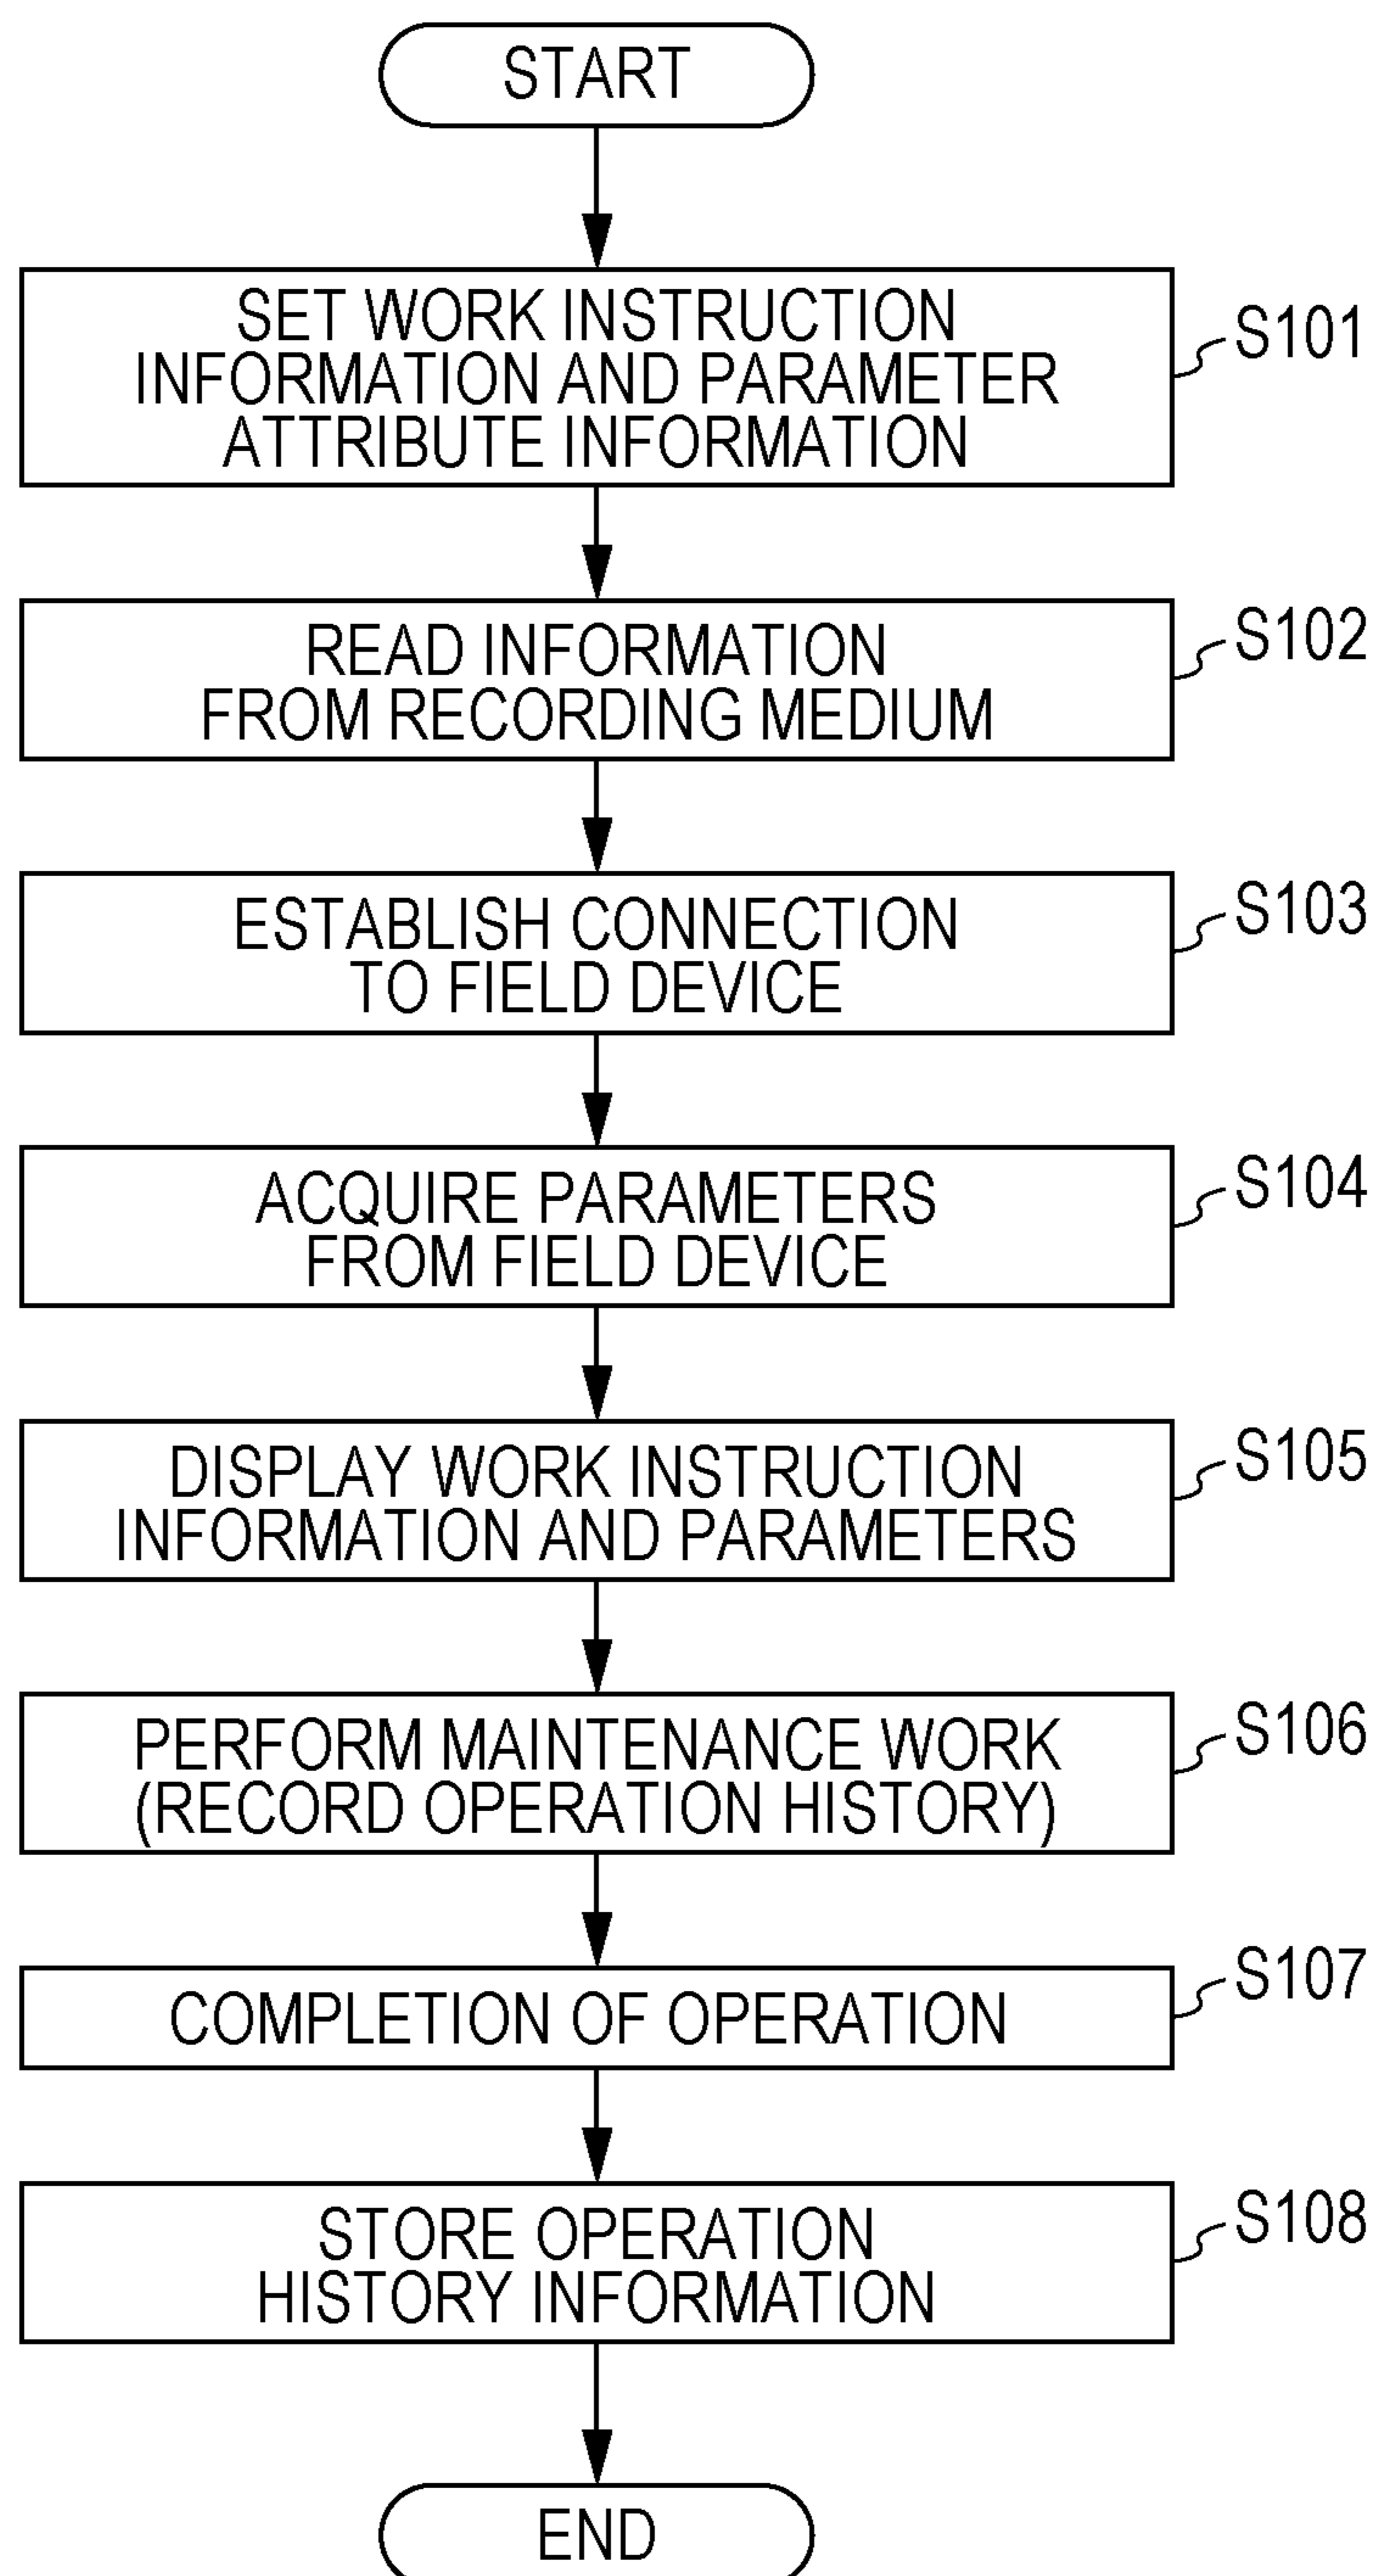 START
SET WORK INSTRUCTION
INFORMATION AND PARAMETER
ATTRIBUTE INFORMATION
S101
READ INFORMATION
FROM RECORDING MEDIUM
S102
ESTABLISH CONNECTION
TO FIELD DEVICE
S103
ACQUIRE PARAMETERS
FROM FIELD DEVICE
S104
DISPLAY WORK INSTRUCTION
INFORMATION AND PARAMETERS
S105
PERFORM MAINTENANCE WORK
(RECORD OPERATION HISTORY)
S106
COMPLETION OF OPERATION
S107
STORE OPERATION
HISTORY INFORMATION
S108
END